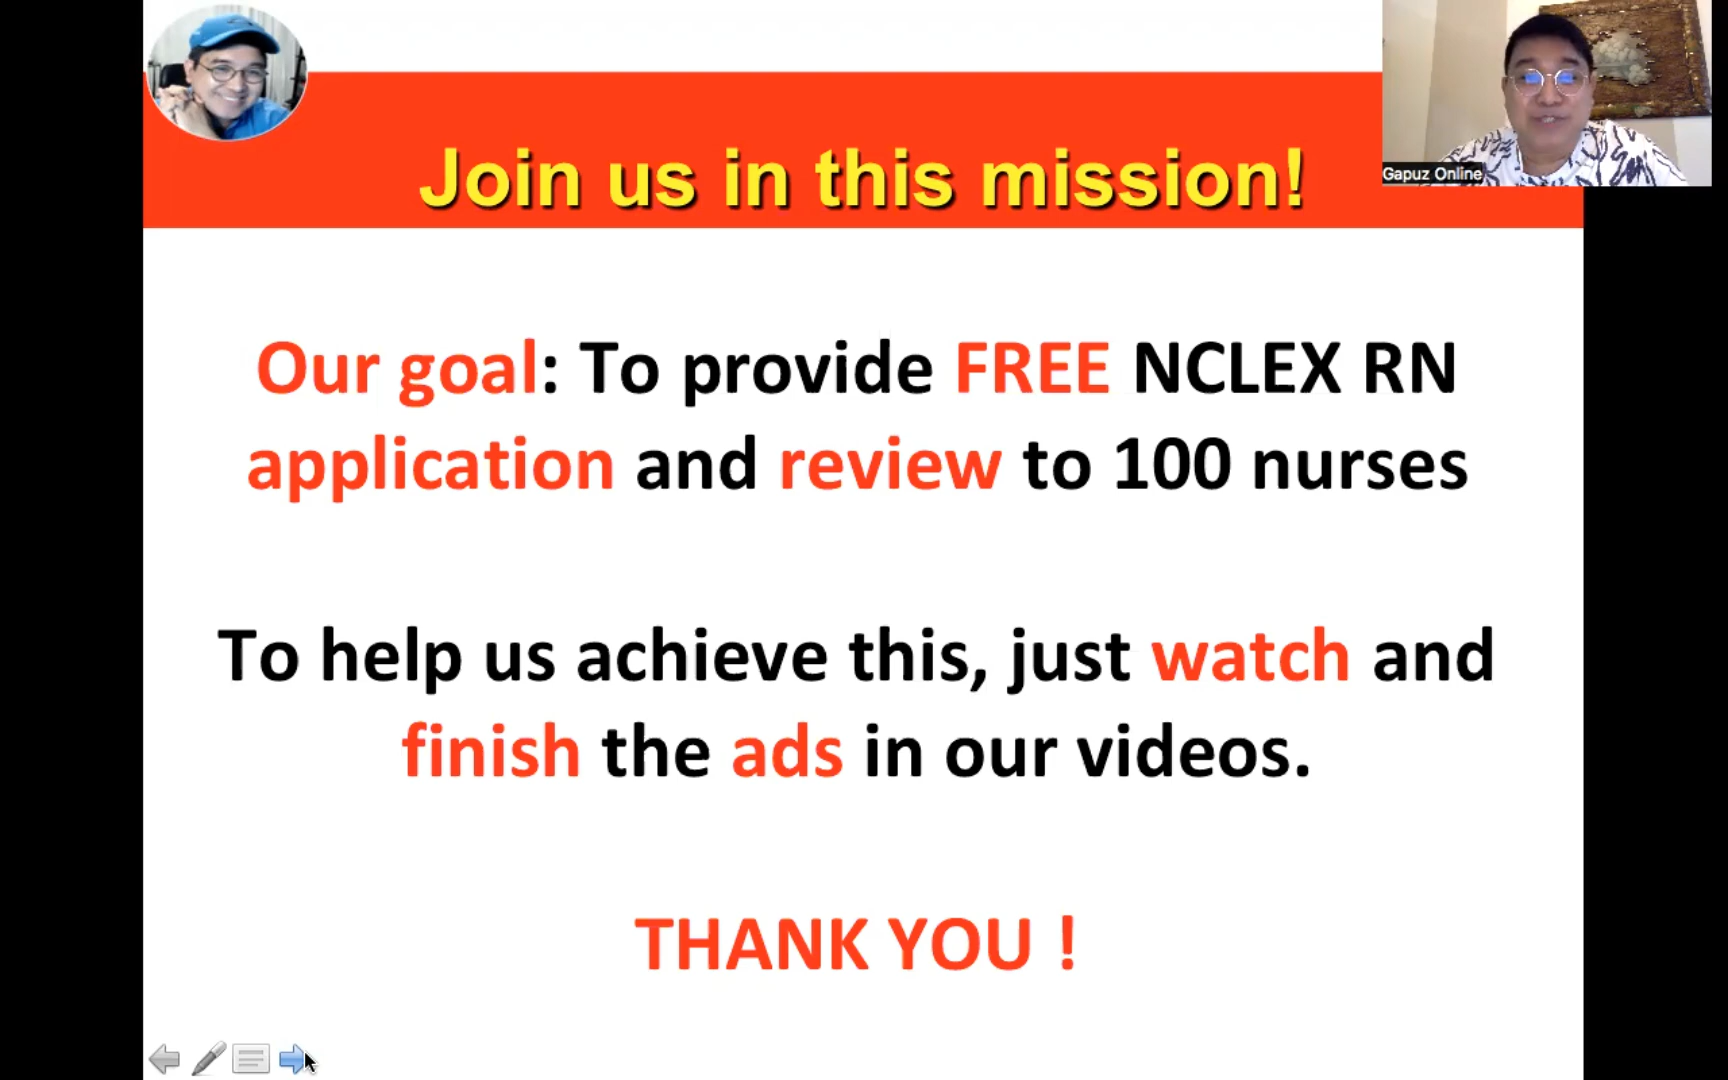 Join us in this mission!
Gapuz Online
Our goal: To provide FREE NCLEX RN
application and review to 100 nurses
To help us achieve this, just watch and
finish the ads in our videos.
THANK YOU !